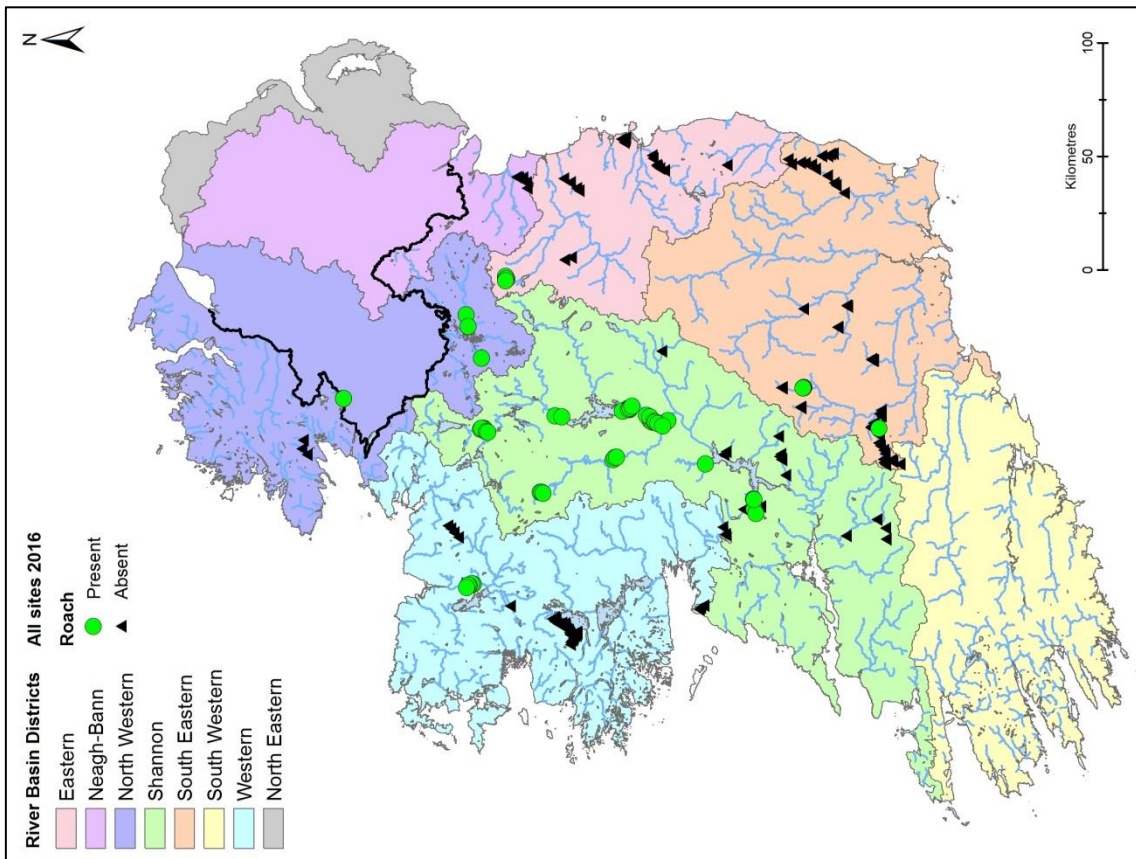 River Basin Districts
Eastern
Neagh-Bann
North Western
Shannon
South Eastern
South Western
Western
North Eastern
All sites 2016
Roach
Present
Absent
N
0 50 100
Kilometres